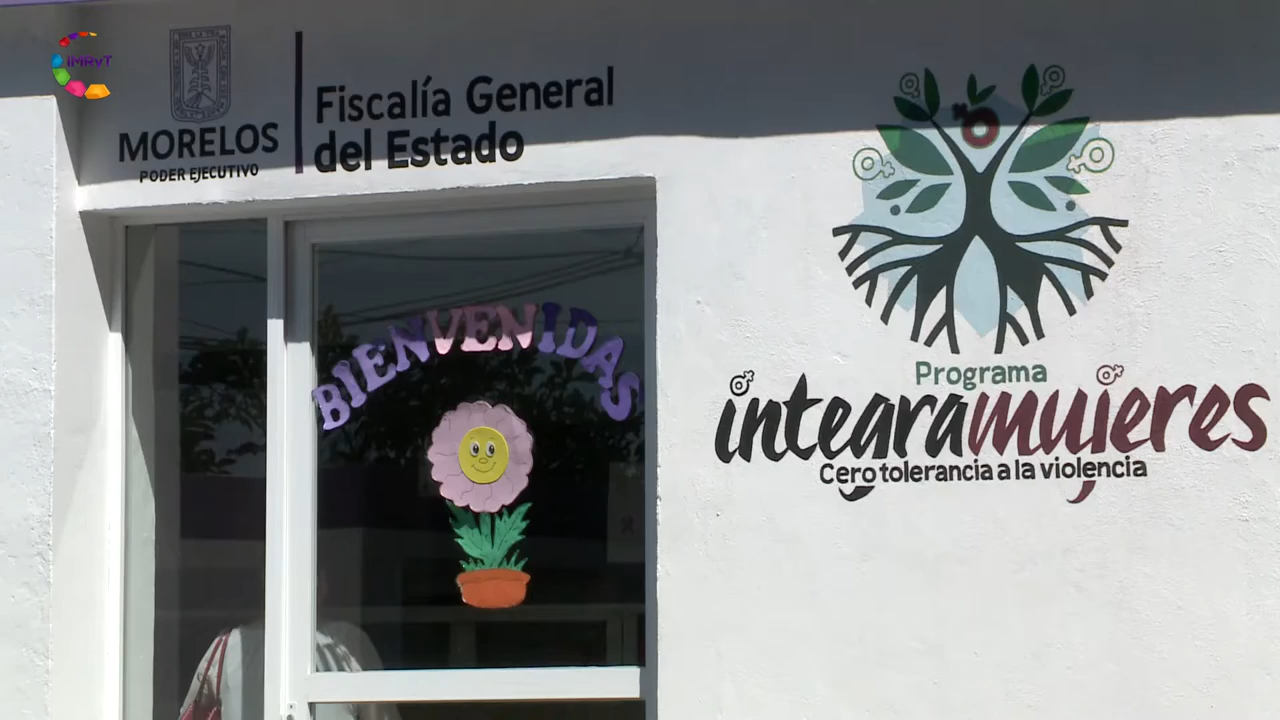 IMRyT
MORELOS
PODER EJECUTIVO
Fiscalía General
del Estado
BIENVENIDAS
Programa
integramujeres
Cero tolerancia a la violencia